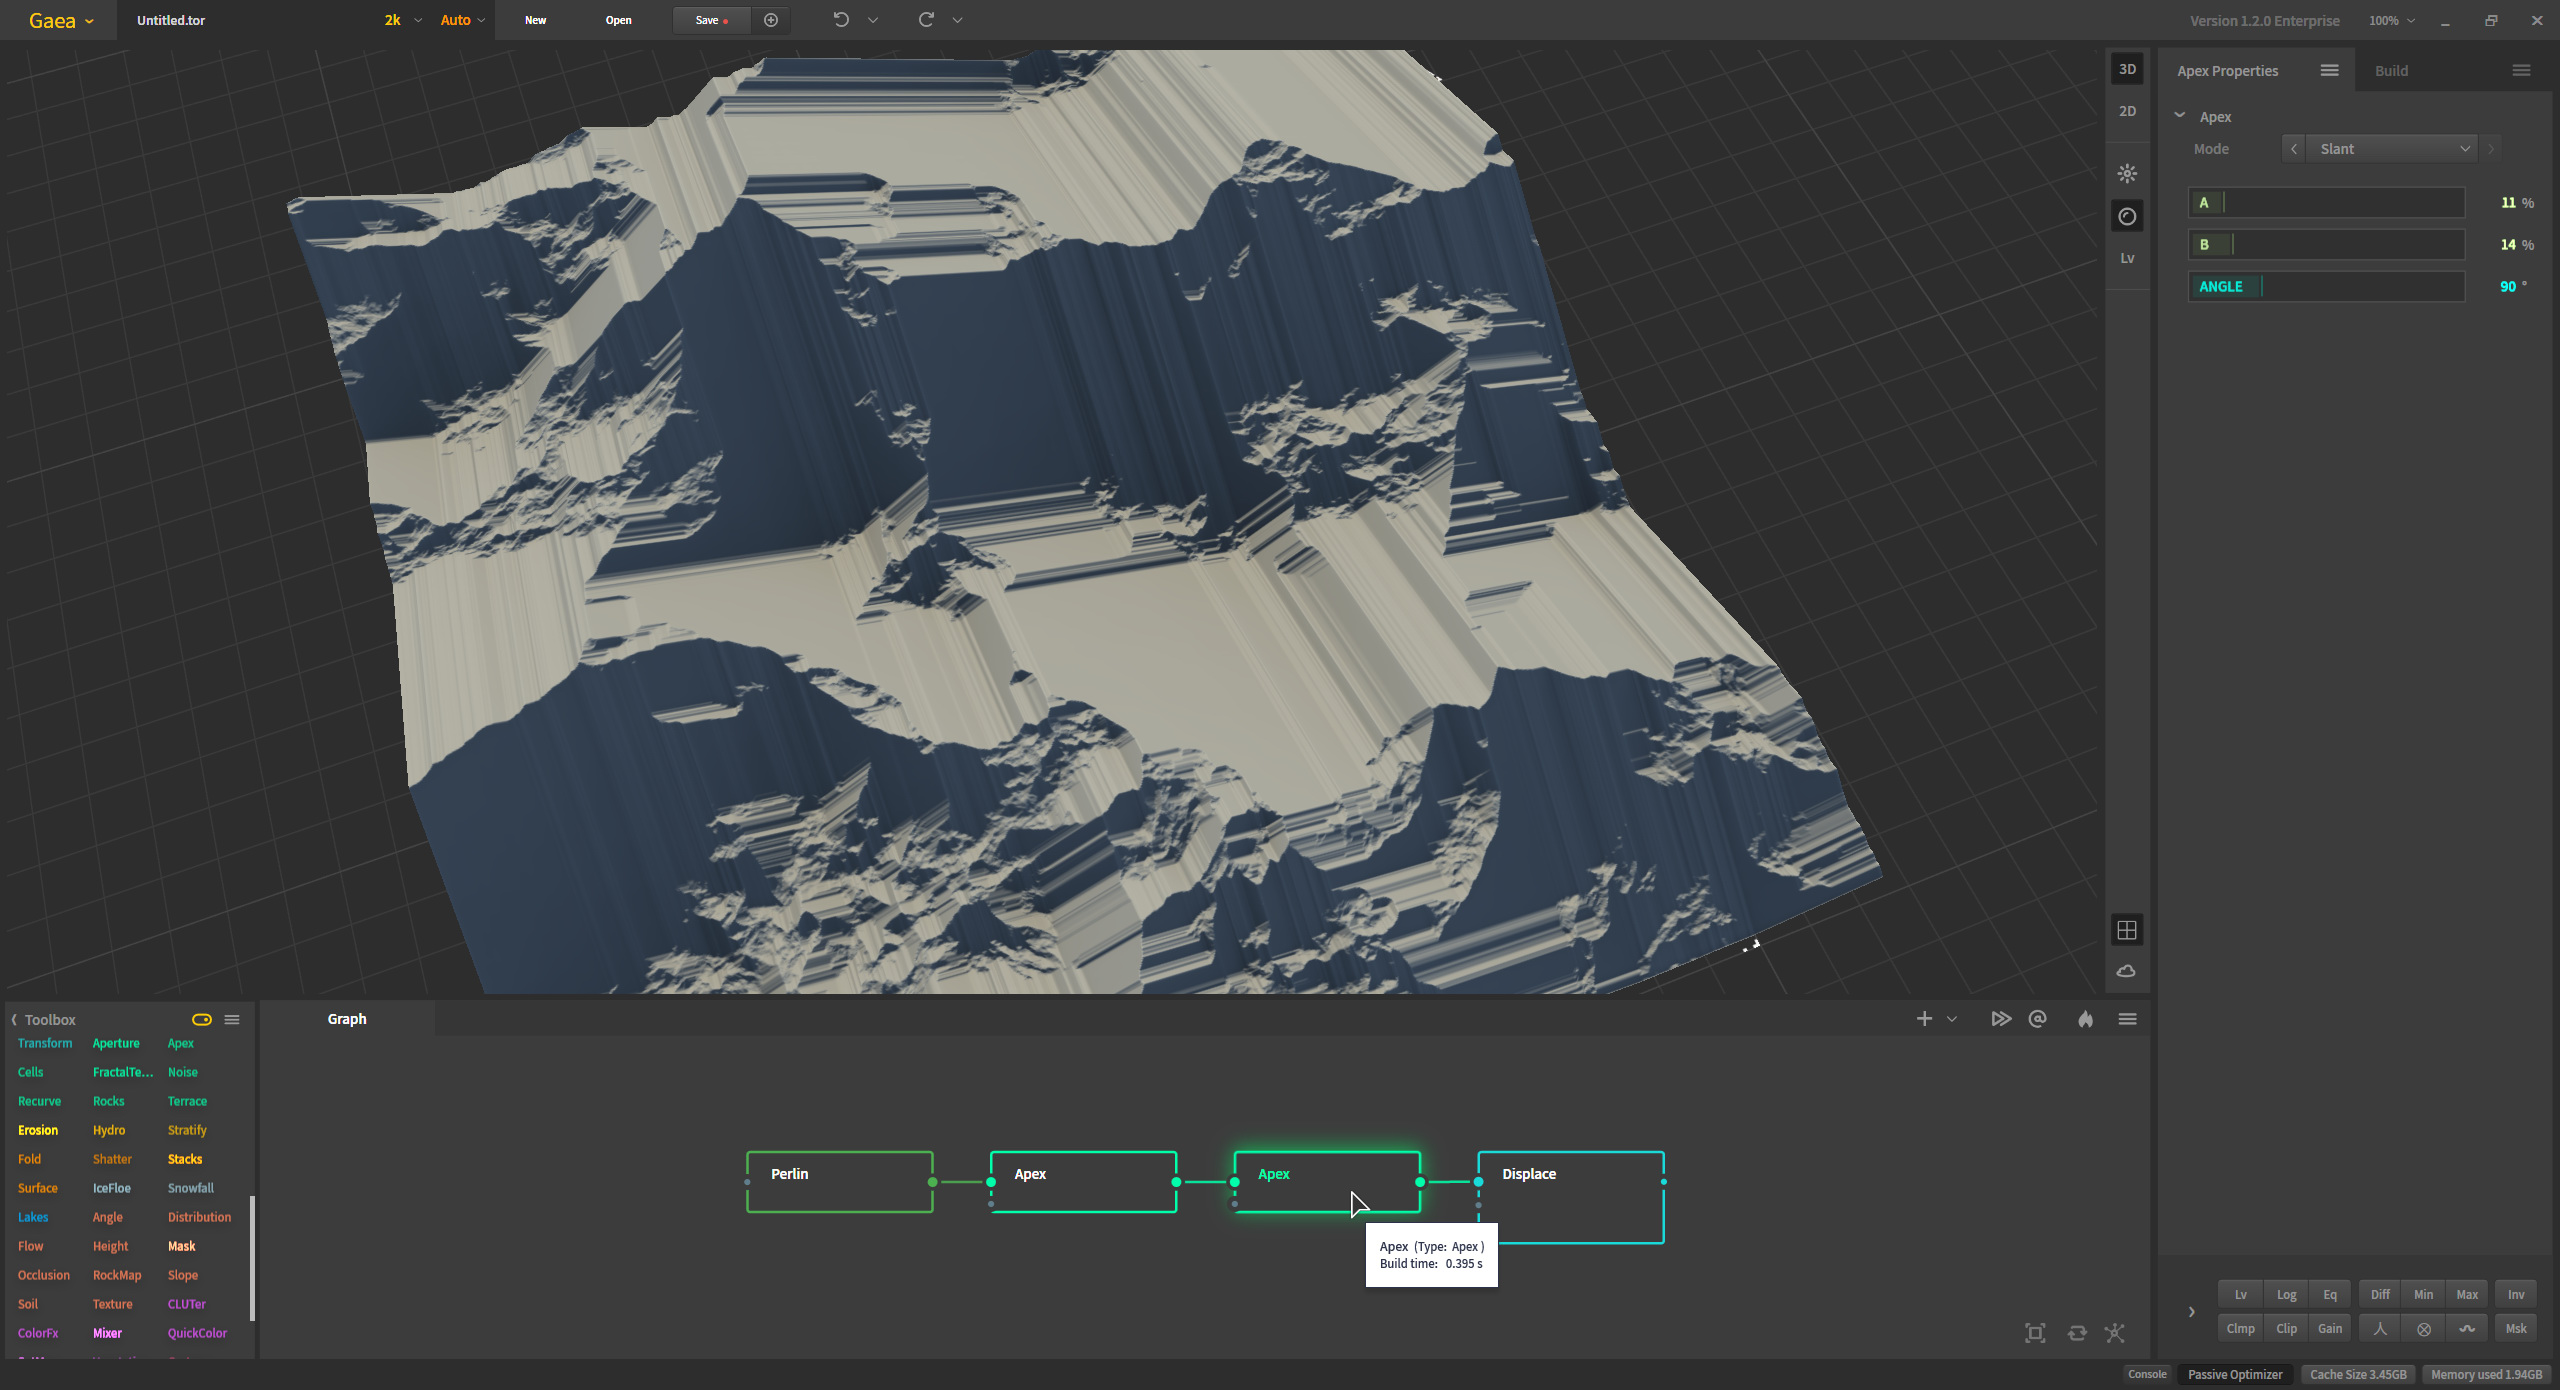 Gaea
Untitled.tor
2k
Auto
New
Open
Save
Version 1.2.0 Enterprise
100%
3D
2D
Lv
Apex Properties
Build
Apex
Mode
Slant
A
11 %
B
14 %
ANGLE
90 °
Toolbox
Transform Aperture Apex
Cells FractalTe... Noise
Recurve Rocks Terrace
Erosion Hydro Stratify
Fold Shatter Stacks
Surface IceFloe Snowfall
Lakes Angle Distribution
Flow Height Mask
Occlusion RockMap Slope
Soil Texture CLUTer
ColorFx Mixer QuickColor
Graph
Perlin
Apex
Apex
Displace
Apex (Type: Apex )
Build time: 0.395 s
Lv Log Eq Diff Min Max Inv
Clmp Clip Gain Msk
Console
Passive Optimizer
Cache Size 3.45GB
Memory used 1.94GB